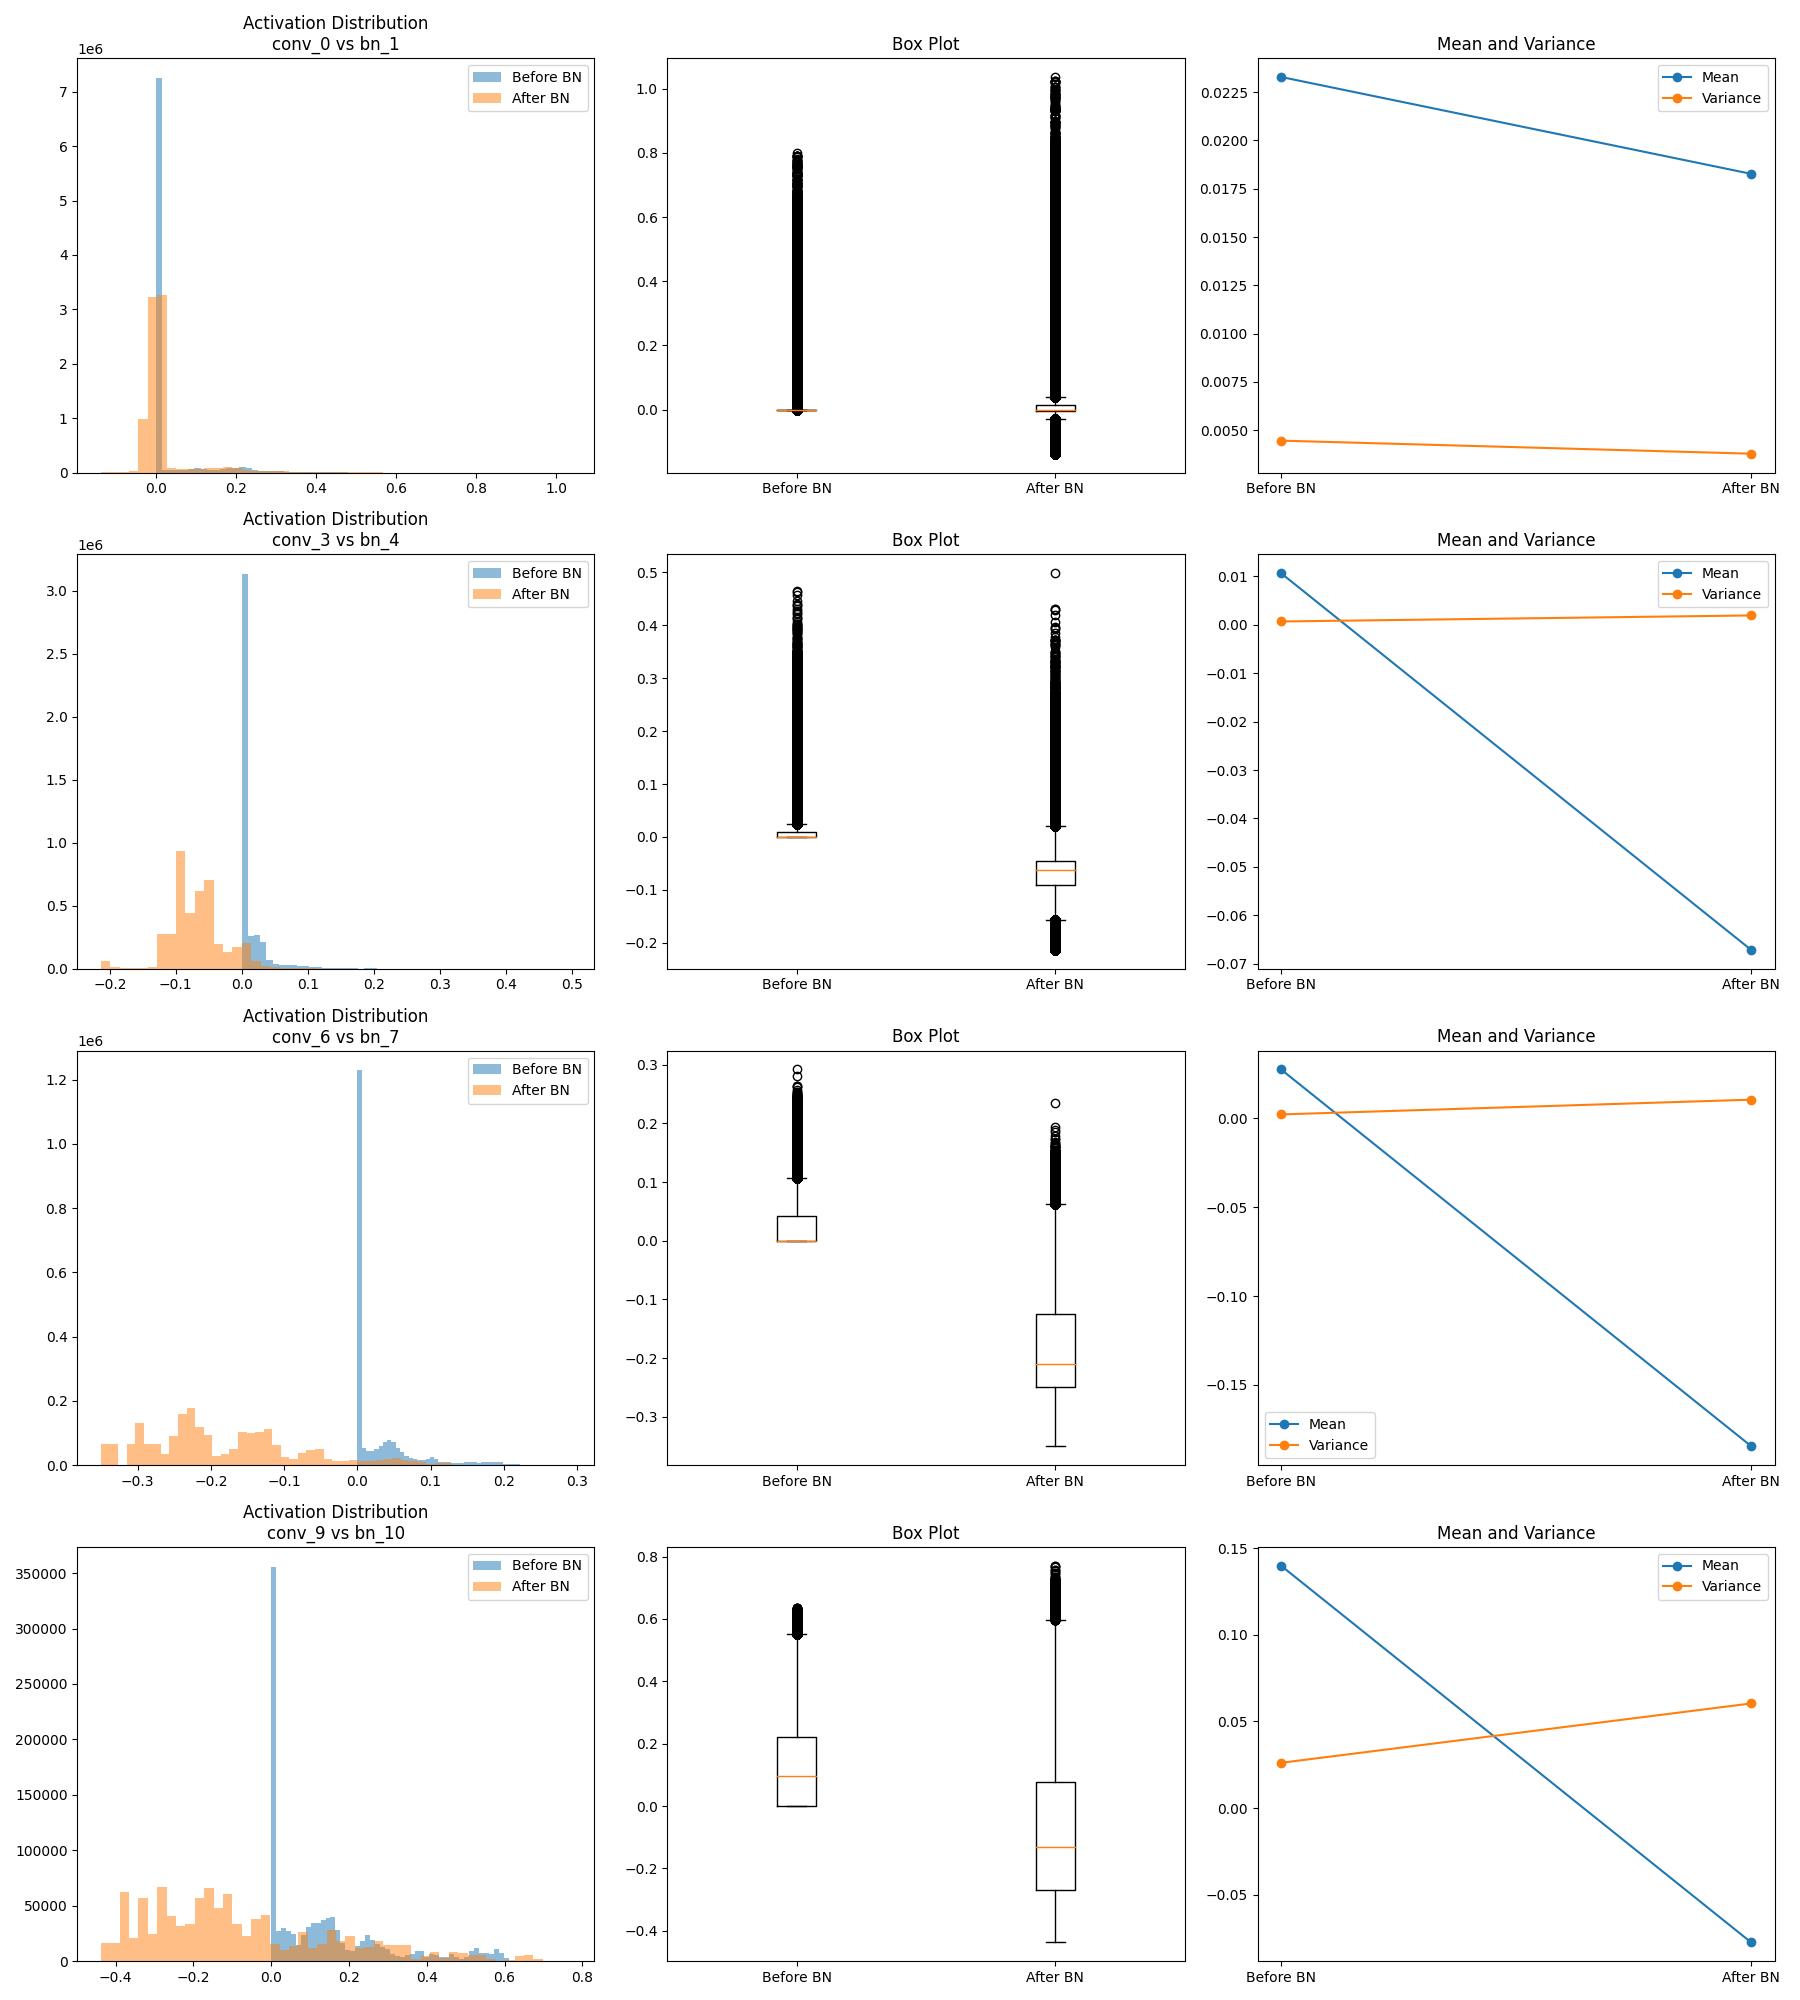 Activation Distribution
conv_0 vs bn_1
1e6
7
6
5
4
3
2
1
0
0.0 0.2 0.4 0.6 0.8 1.0
Before BN
After BN
Box Plot
1.0
0.8
0.6
0.4
0.2
0.0
Before BN After BN
Mean and Variance
0.0225
0.0200
0.0175
0.0150
0.0125
0.0100
0.0075
0.0050
Mean
Variance
Before BN After BN
Activation Distribution
conv_3 vs bn_4
1e6
3.0
2.5
2.0
1.5
1.0
0.5
0.0
−0.2 −0.1 0.0 0.1 0.2 0.3 0.4 0.5
Before BN
After BN
Box Plot
0.5
0.4
0.3
0.2
0.1
0.0
−0.1
−0.2
Before BN After BN
Mean and Variance
0.01
0.00
−0.01
−0.02
−0.03
−0.04
−0.05
−0.06
−0.07
Mean
Variance
Before BN After BN
Activation Distribution
conv_6 vs bn_7
1e6
1.2
1.0
0.8
0.6
0.4
0.2
0.0
−0.3 −0.2 −0.1 0.0 0.1 0.2 0.3
Before BN
After BN
Box Plot
0.3
0.2
0.1
0.0
−0.1
−0.2
−0.3
Before BN After BN
Mean and Variance
0.00
−0.05
−0.10
−0.15
Mean
Variance
Before BN After BN
Activation Distribution
conv_9 vs bn_10
350000
300000
250000
200000
150000
100000
50000
0
−0.4 −0.2 0.0 0.2 0.4 0.6 0.8
Before BN
After BN
Box Plot
0.8
0.6
0.4
0.2
0.0
−0.2
−0.4
Before BN After BN
Mean and Variance
0.15
0.10
0.05
0.00
−0.05
Mean
Variance
Before BN After BN